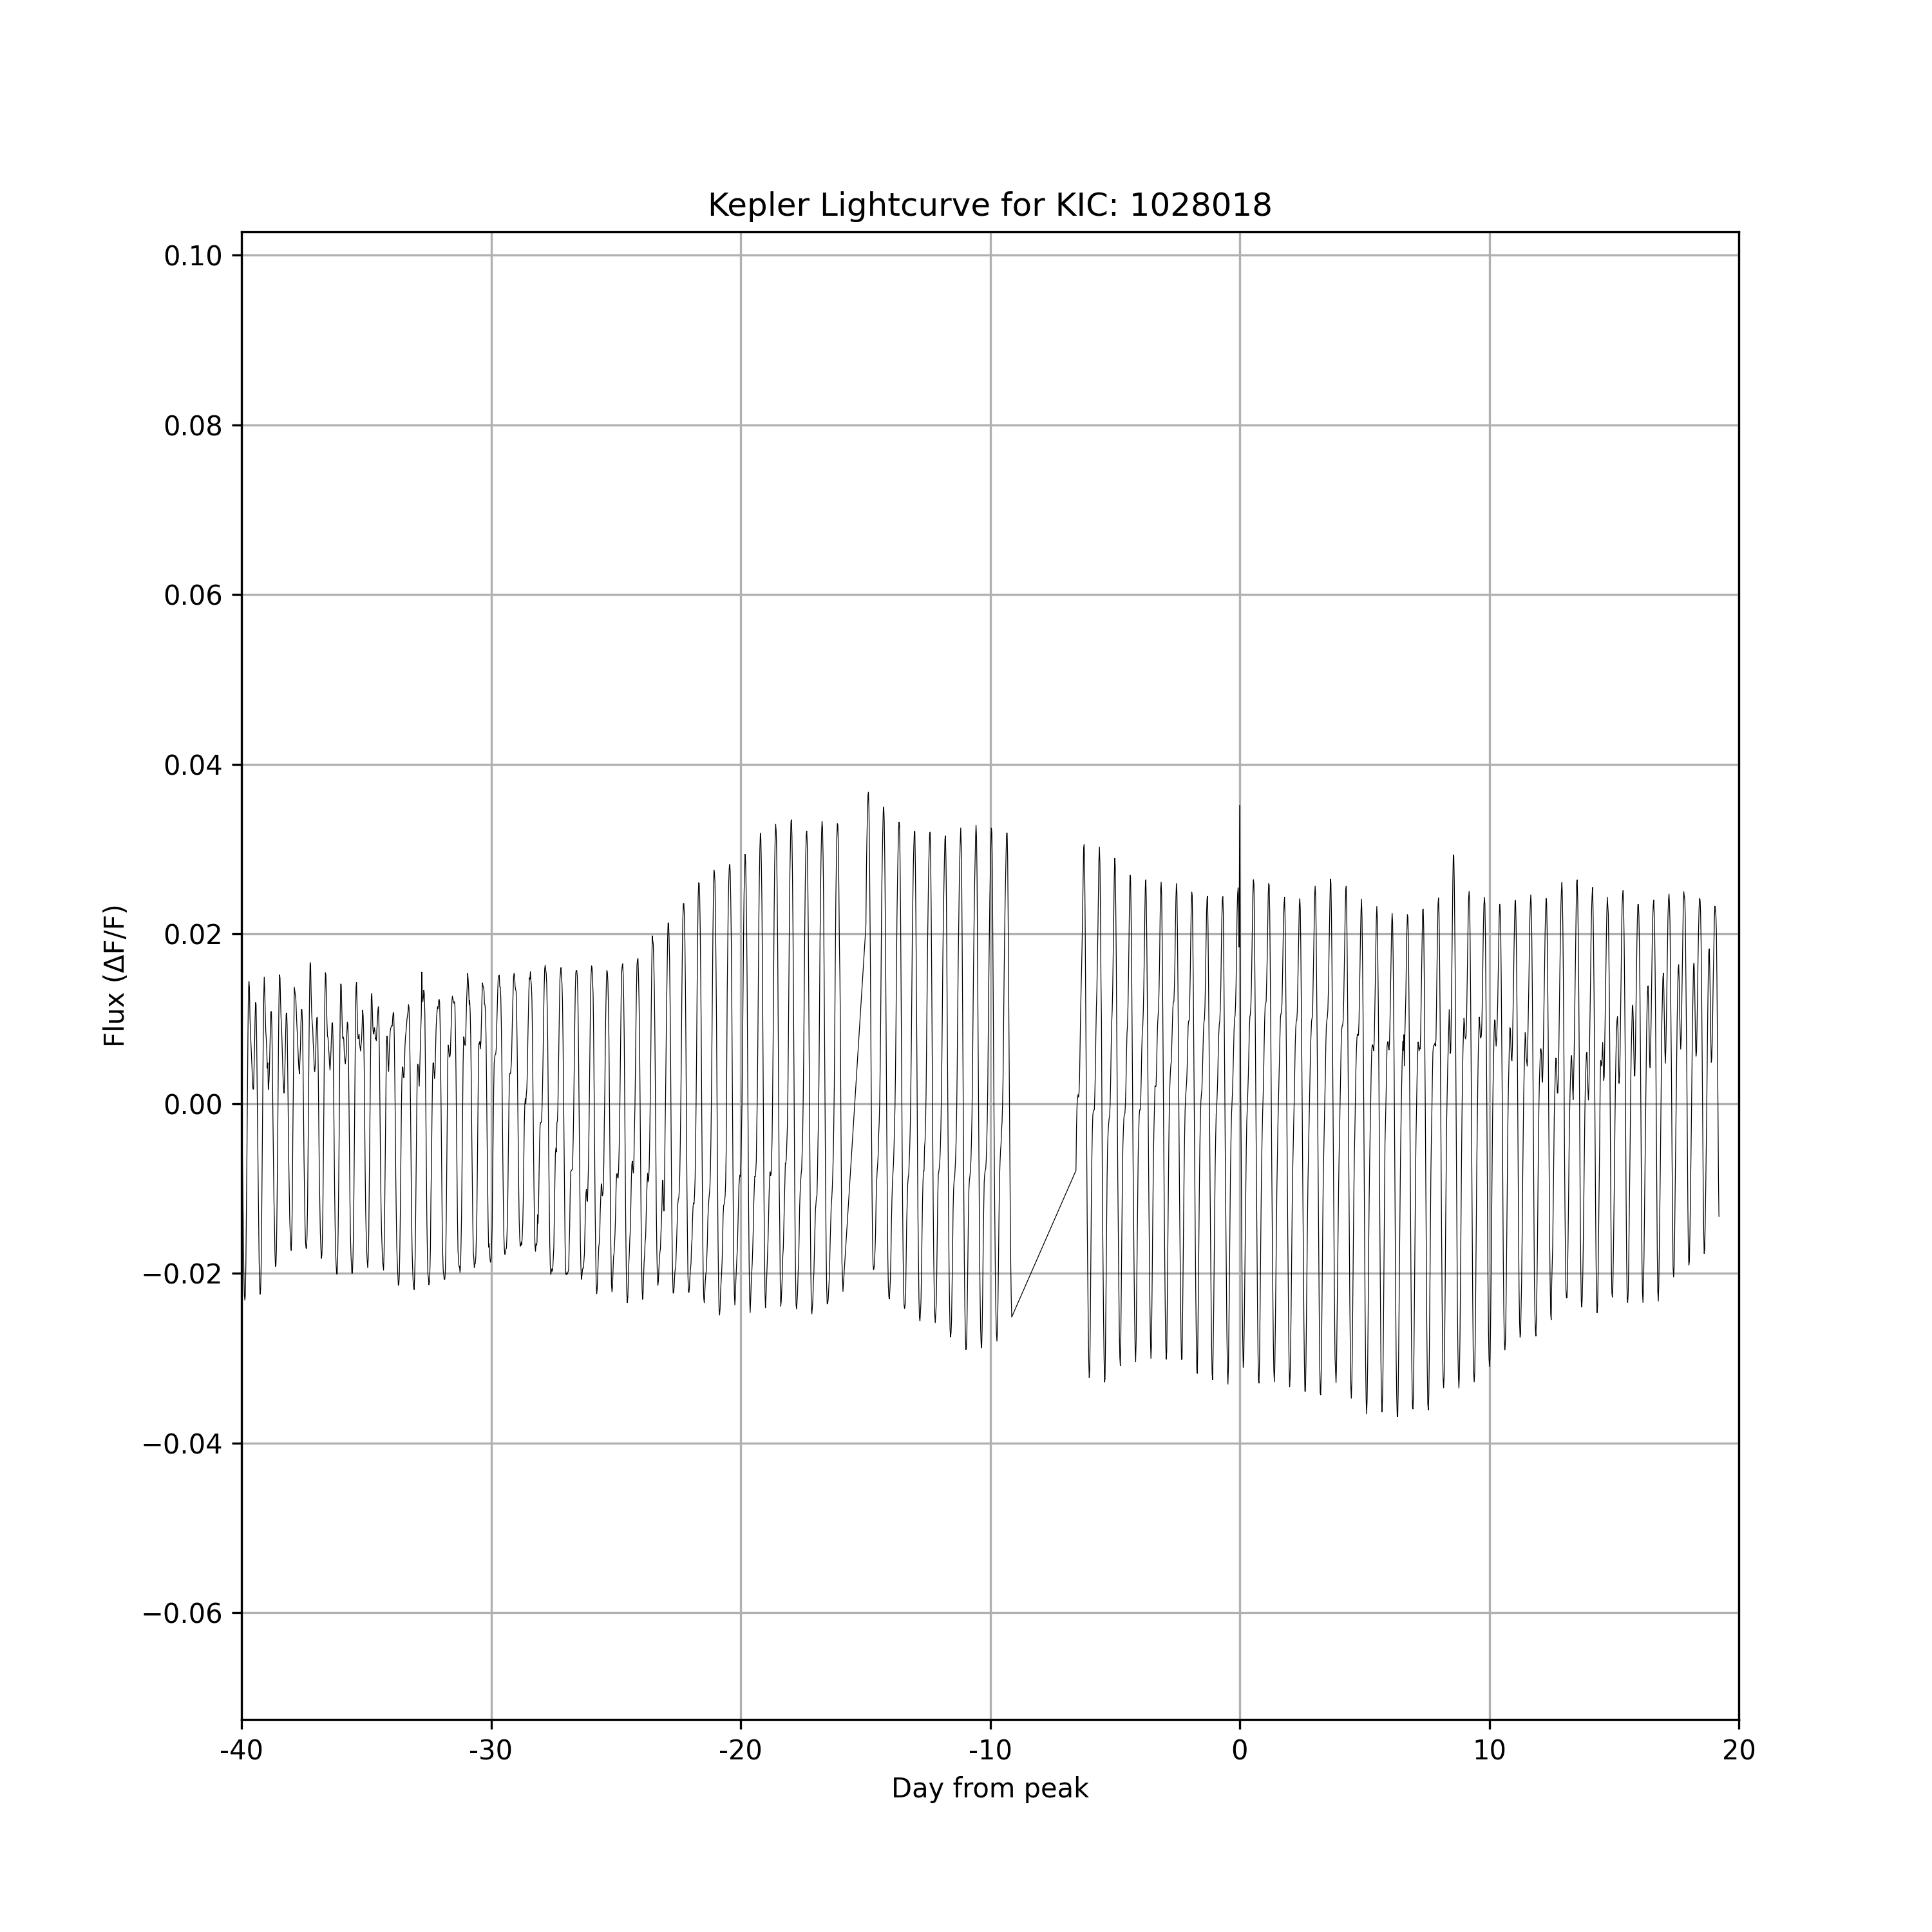 Kepler Lightcurve for KIC: 1028018
Flux (ΔF/F)
0.10
0.08
0.06
0.04
0.02
0.00
−0.02
−0.04
−0.06
-40 -30 -20 -10 0 10 20
Day from peak